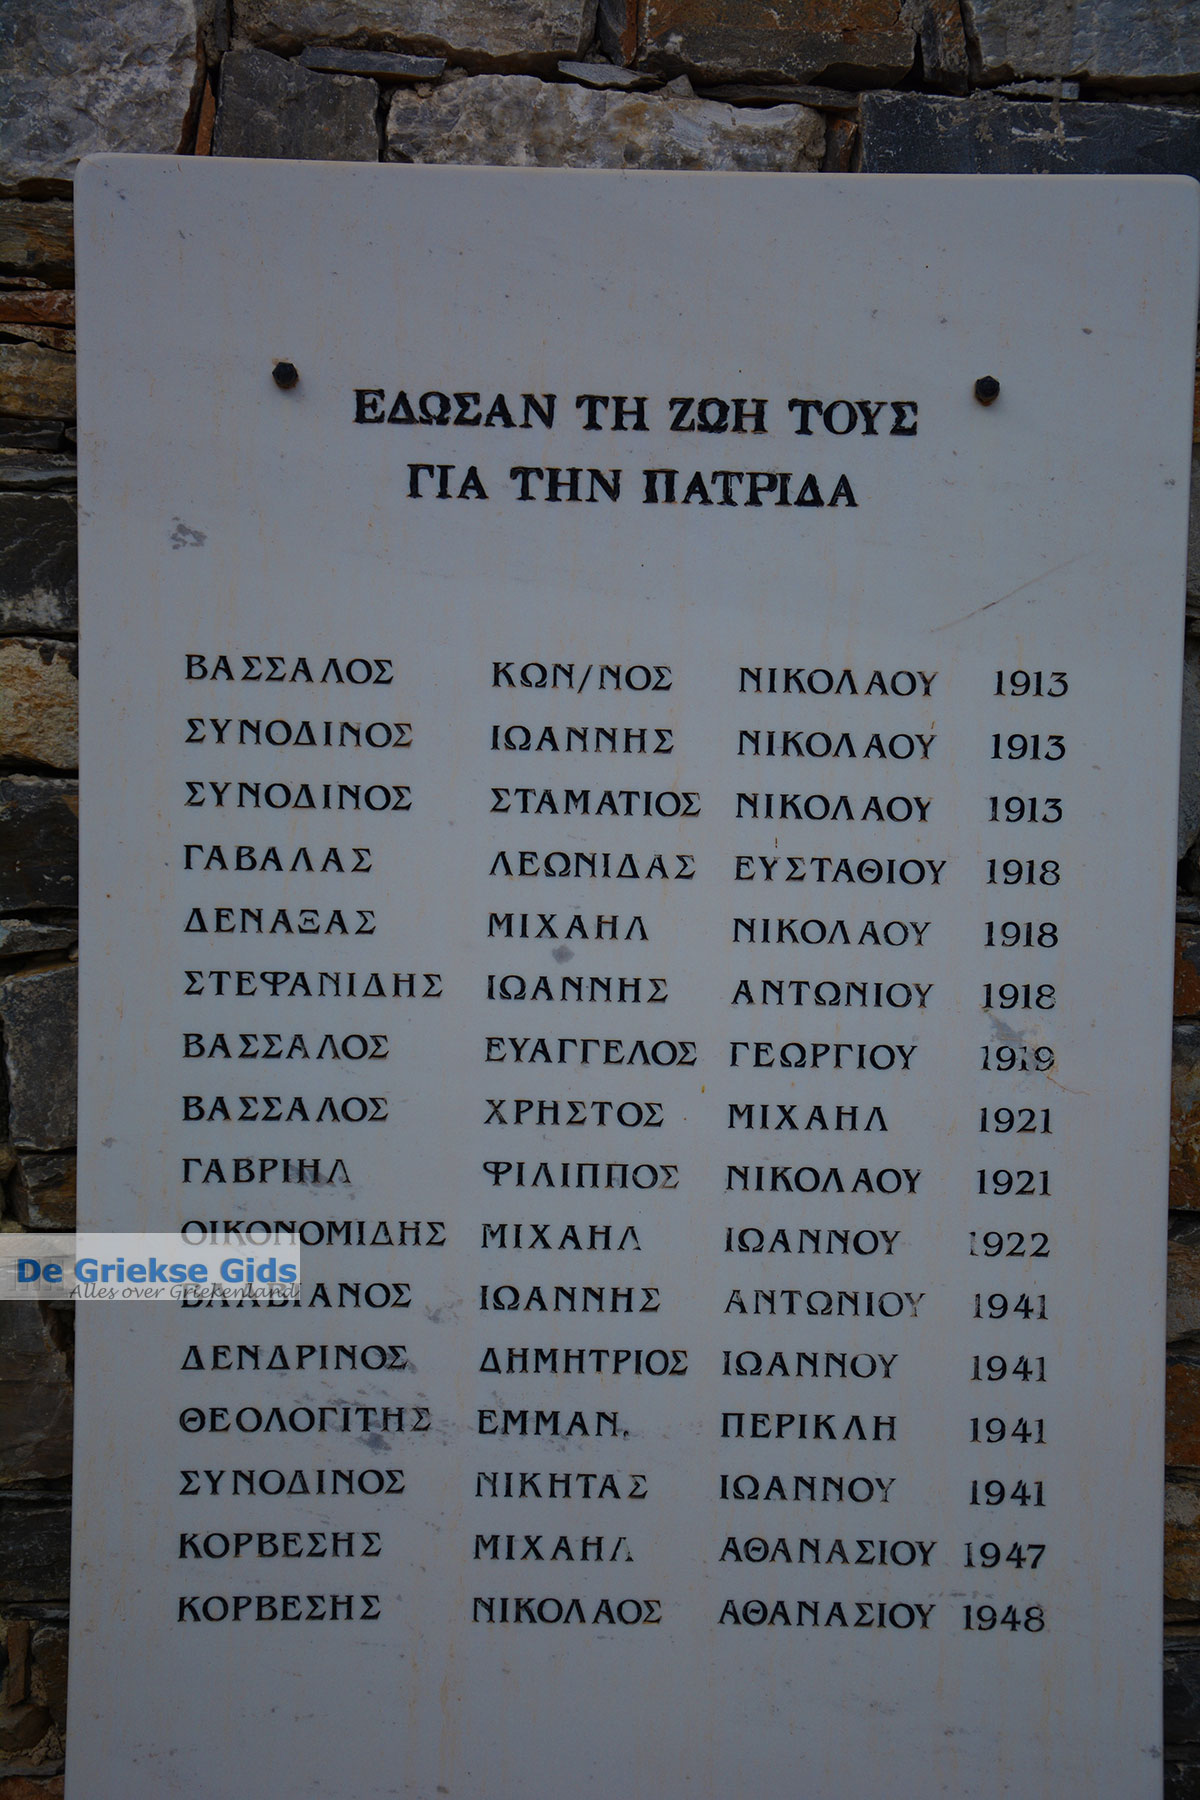 ΕΔΩΣΑΝ ΤΗ ΖΩΗ ΤΟΥΣ
ΓΙΑ ΤΗΝ ΠΑΤΡΙΔΑ
ΒΑΣΣΑΛΟΣ ΚΩΝ/ΝΟΣ ΝΙΚΟΛΑΟΥ 1913
ΣΥΝΟΔΙΝΟΣ ΙΩΑΝΝΗΣ ΝΙΚΟΛΑΟΥ 1913
ΣΥΝΟΔΙΝΟΣ ΣΤΑΜΑΤΙΟΣ ΝΙΚΟΛΑΟΥ 1913
ΓΑΒΑΛΑΣ ΛΕΩΝΙΔΑΣ ΕΥΣΤΑΘΙΟΥ 1918
ΔΕΝΑΞΑΣ ΜΙΧΑΗΛ ΝΙΚΟΛΑΟΥ 1918
ΣΤΕΦΑΝΙΔΗΣ ΙΩΑΝΝΗΣ ΑΝΤΩΝΙΟΥ 1918
ΒΑΣΣΑΛΟΣ ΕΥΑΓΓΕΛΟΣ ΓΕΩΡΓΙΟΥ 1919
ΒΑΣΣΑΛΟΣ ΧΡΗΣΤΟΣ ΜΙΧΑΗΛ 1921
ΓΑΒΡΙΗΛ ΦΙΛΙΠΠΟΣ ΝΙΚΟΛΑΟΥ 1921
ΟΙΚΟΝΟΜΙΔΗΣ ΜΙΧΑΗΛ ΙΩΑΝΝΟΥ 1922
De Griekse Gids
Alles over Griekenland
ΙΩΑΝΝΗΣ ΑΝΤΩΝΙΟΥ 1941
ΔΕΝΔΡΙΝΟΣ ΔΗΜΗΤΡΙΟΣ ΙΩΑΝΝΟΥ 1941
ΘΕΟΛΟΓΙΤΗΣ ΕΜΜΑΝ. ΠΕΡΙΚΛΗ 1941
ΣΥΝΟΔΙΝΟΣ ΝΙΚΗΤΑΣ ΙΩΑΝΝΟΥ 1941
ΚΟΡΒΕΣΗΣ ΜΙΧΑΗΛ ΑΘΑΝΑΣΙΟΥ 1947
ΚΟΡΒΕΣΗΣ ΝΙΚΟΛΑΟΣ ΑΘΑΝΑΣΙΟΥ 1948